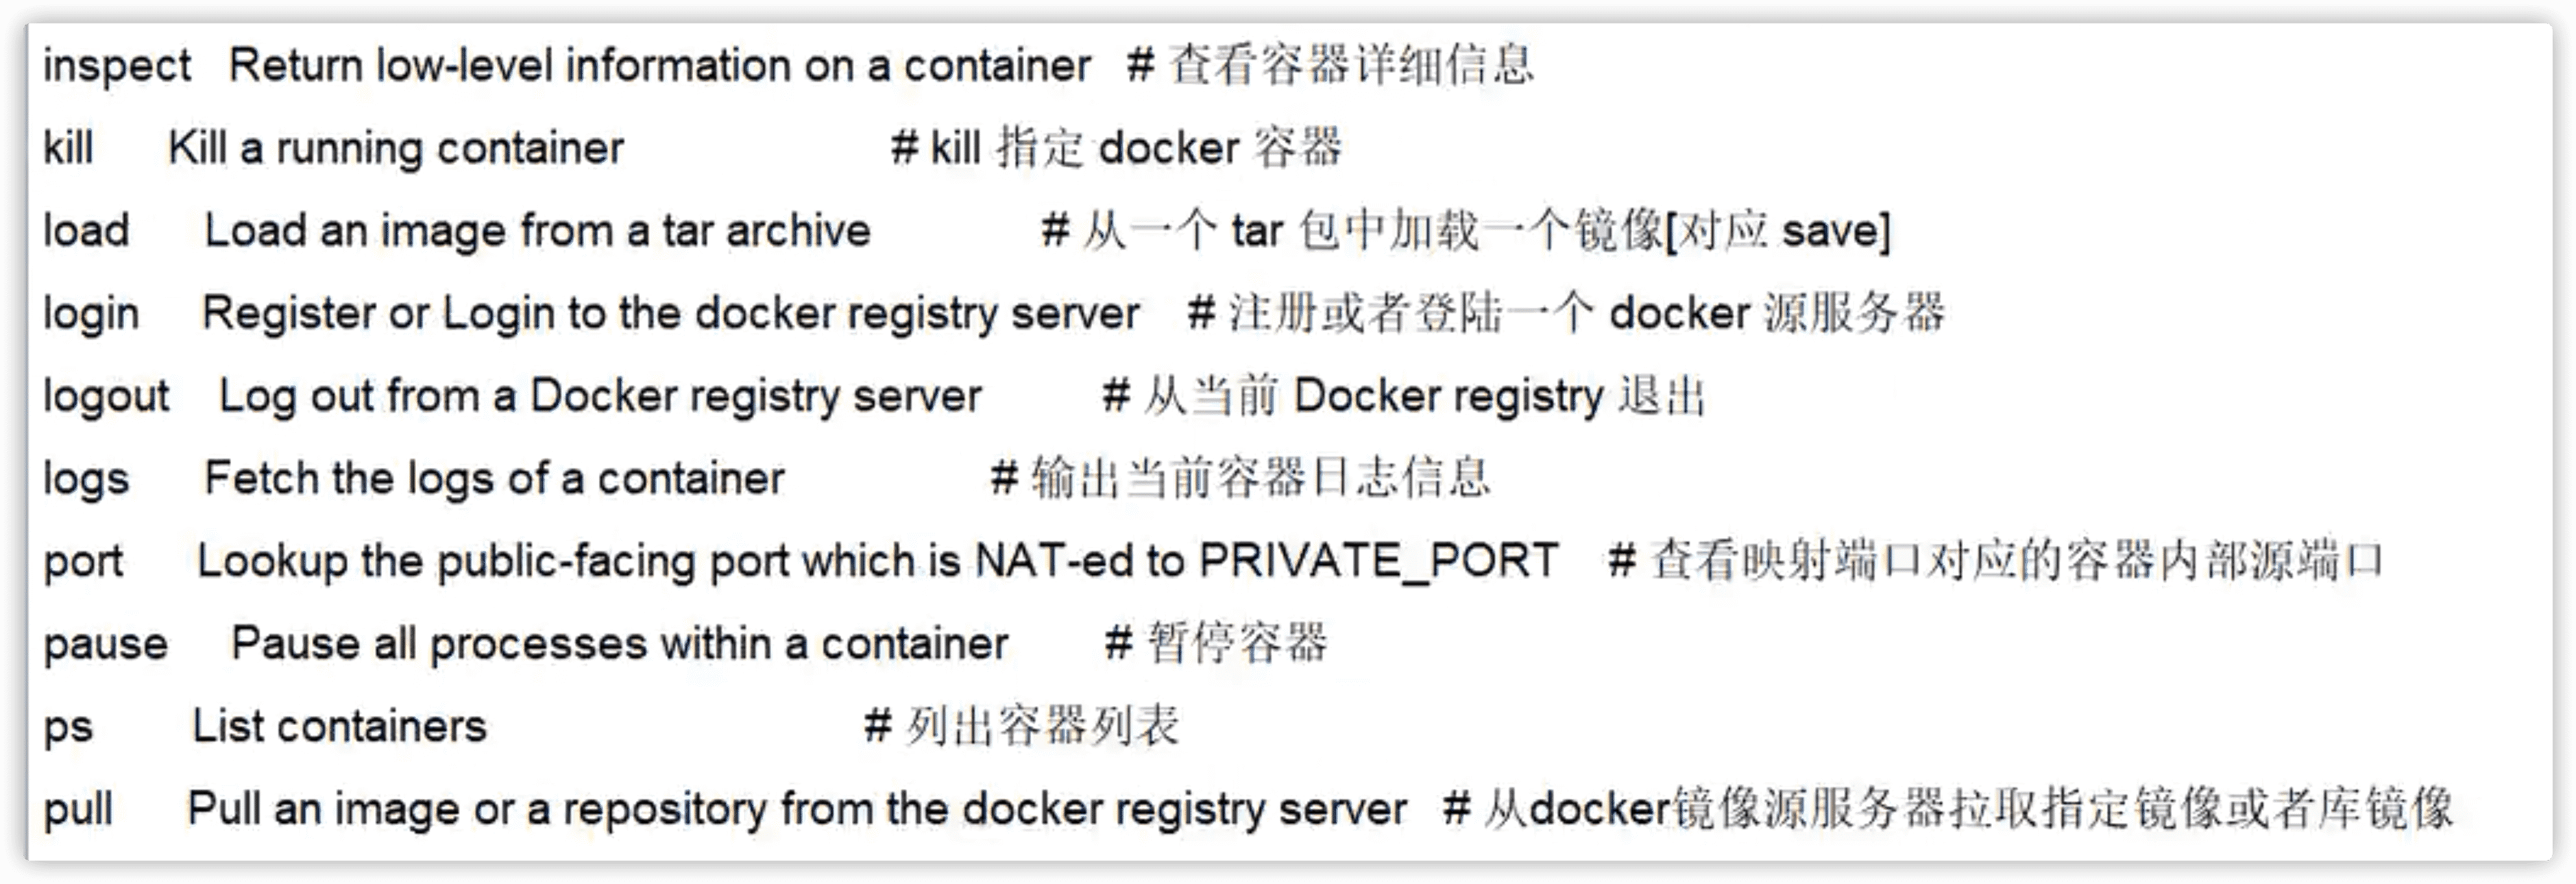 inspect Return low-level information on a container # 查看容器详细信息
kill Kill a running container # kill 指定 docker 容器
load Load an image from a tar archive # 从一个 tar 包中加载一个镜像[对应 save]
login Register or Login to the docker registry server # 注册或者登陆一个 docker 源服务器
logout Log out from a Docker registry server # 从当前 Docker registry 退出
logs Fetch the logs of a container # 输出当前容器日志信息
port Lookup the public-facing port which is NAT-ed to PRIVATE_PORT # 查看映射端口对应的容器内部源端口
pause Pause all processes within a container # 暂停容器
ps List containers # 列出容器列表
pull Pull an image or a repository from the docker registry server # 从docker镜像源服务器拉取指定镜像或者库镜像